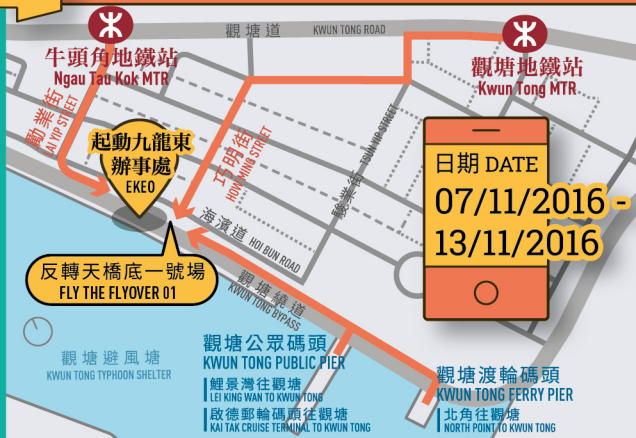 觀塘道 KWUN TONG ROAD
牛頭角地鐵站
Ngau Tau Kok MTR
觀塘地鐵站
Kwun Tong MTR
勵業街
LAI YIP STREET
起動九龍東
辦事處
EKEO
巧明街
HOW MING STREET
駿業街 TSUN YIP STREET
日期 DATE
07/11/2016 -
13/11/2016
海濱道 HOI BUN ROAD
反轉天橋底一號場
FLY THE FLYOVER 01
觀塘繞道
KWUN TONG BYPASS
觀塘避風塘
KWUN TONG TYPHOON SHELTER
觀塘公眾碼頭
KWUN TONG PUBLIC PIER
鯉景灣往觀塘
LEI KING WAN TO KWUN TONG
啟德郵輪碼頭往觀塘
KAI TAK CRUISE TERMINAL TO KWUN TONG
觀塘渡輪碼頭
KWUN TONG FERRY PIER
北角往觀塘
NORTH POINT TO KWUN TONG